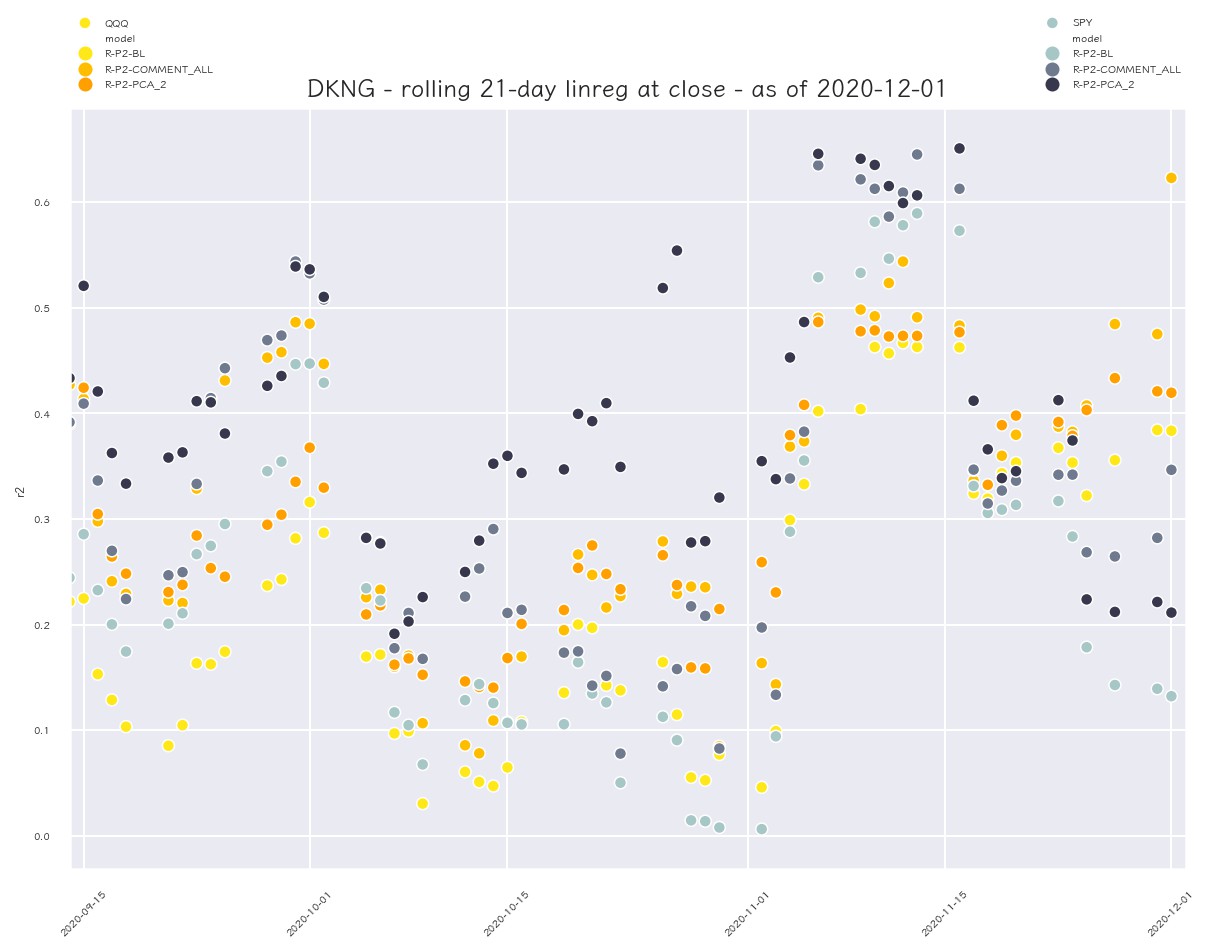 QQQ
model
R-P2-BL
R-P2-COMMENT_ALL
R-P2-PCA_2
SPY
model
R-P2-BL
R-P2-COMMENT_ALL
R-P2-PCA_2
DKNG - rolling 21-day linreg at close - as of 2020-12-01
r2
0.6
0.5
0.4
0.3
0.2
0.1
0.0
2020-09-15
2020-10-01
2020-10-15
2020-11-01
2020-11-15
2020-12-01